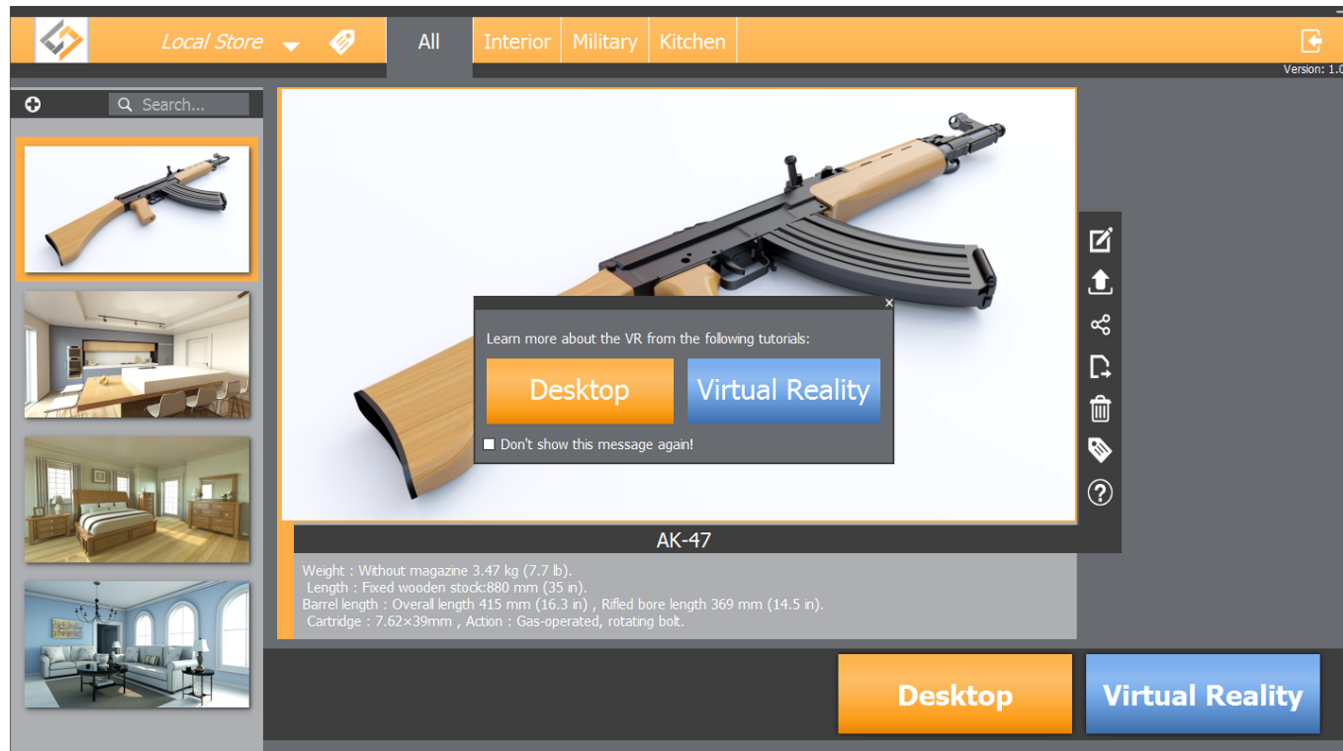 Local Store
All
Interior
Military
Kitchen
Version: 1.0
Search...
x
Learn more about the VR from the following tutorials:
Desktop
Virtual Reality
Don't show this message again!
AK-47
Weight : Without magazine 3.47 kg (7.7 lb).
Length : Fixed wooden stock:880 mm (35 in).
Barrel length : Overall length 415 mm (16.3 in) , Rifled bore length 369 mm (14.5 in).
Cartridge : 7.62×39mm , Action : Gas-operated, rotating bolt.
Desktop
Virtual Reality